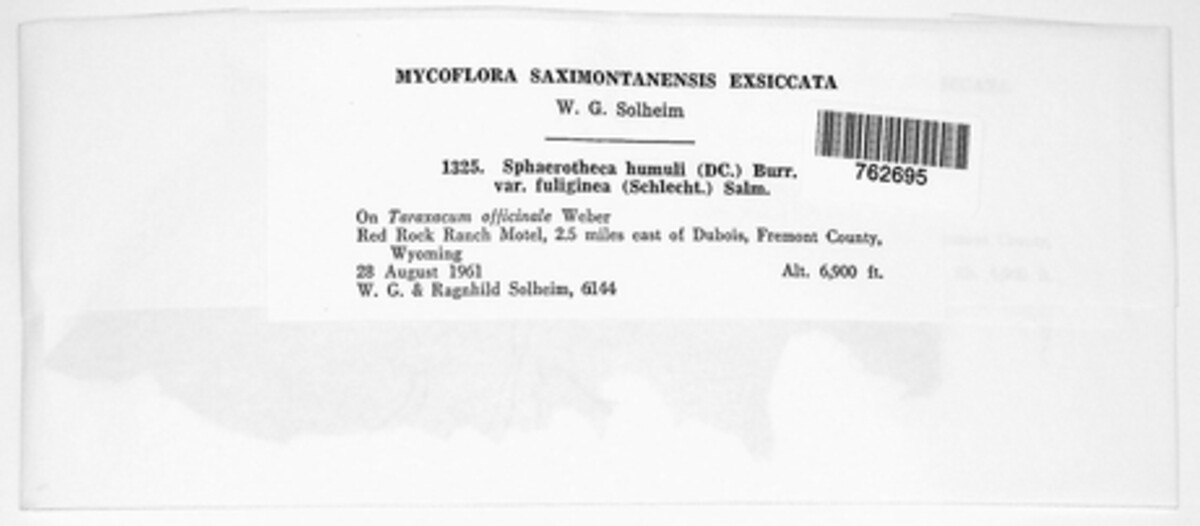 MYCOFLORA SAXIMONTANENSIS EXSICCATA
W. G. Solheim
762695
1325. Sphaerotheca humuli (DC.) Burr.
var. fuliginea (Schlecht.) Salm.
On Taraxacum officinale Weber
Red Rock Ranch Motel, 2.5 miles east of Dubois, Fremont County,
Wyoming
28 August 1961 Alt. 6,900 ft.
W. G. & Ragnhild Solheim, 6144